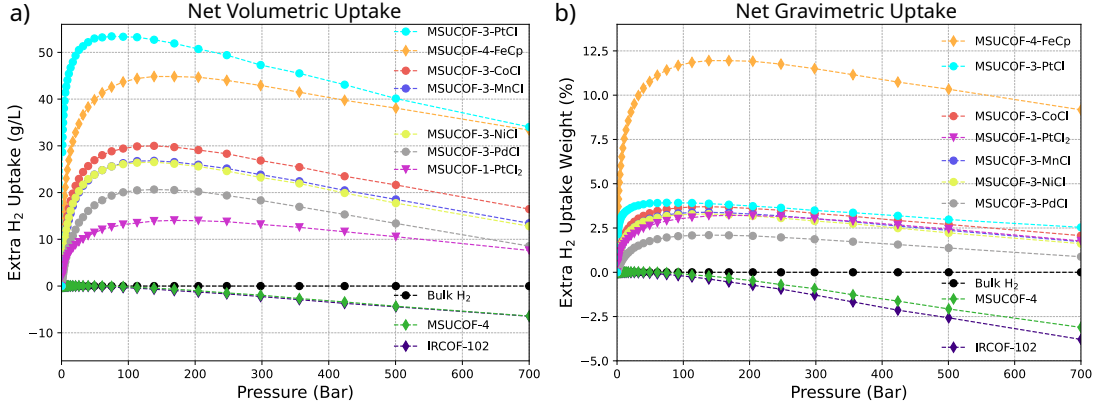 a)
Net Volumetric Uptake
Extra H₂ Uptake (g/L)
50
40
30
20
10
0
−10
MSUCOF-3-PtCl
MSUCOF-4-FeCp
MSUCOF-3-CoCl
MSUCOF-3-MnCl
MSUCOF-3-NiCl
MSUCOF-3-PdCl
MSUCOF-1-PtCl₂
Bulk H₂
MSUCOF-4
IRCOF-102
0 100 200 300 400 500 600 700
Pressure (Bar)
b)
Net Gravimetric Uptake
Extra H₂ Uptake Weight (%)
12.5
10.0
7.5
5.0
2.5
0.0
−2.5
−5.0
MSUCOF-4-FeCp
MSUCOF-3-PtCl
MSUCOF-3-CoCl
MSUCOF-1-PtCl₂
MSUCOF-3-MnCl
MSUCOF-3-NiCl
MSUCOF-3-PdCl
Bulk H₂
MSUCOF-4
IRCOF-102
0 100 200 300 400 500 600 700
Pressure (Bar)